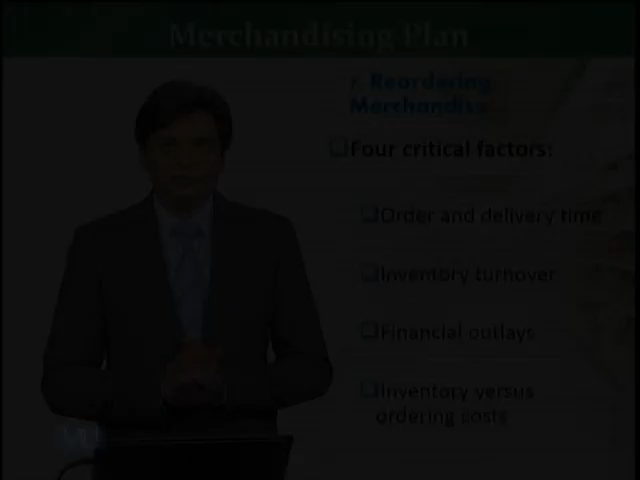 Merchandising Plan
r. Reordering
Merchandise
Four critical factors:
Order and delivery time
Inventory turnover
Financial outlays
Inventory versus
ordering costs